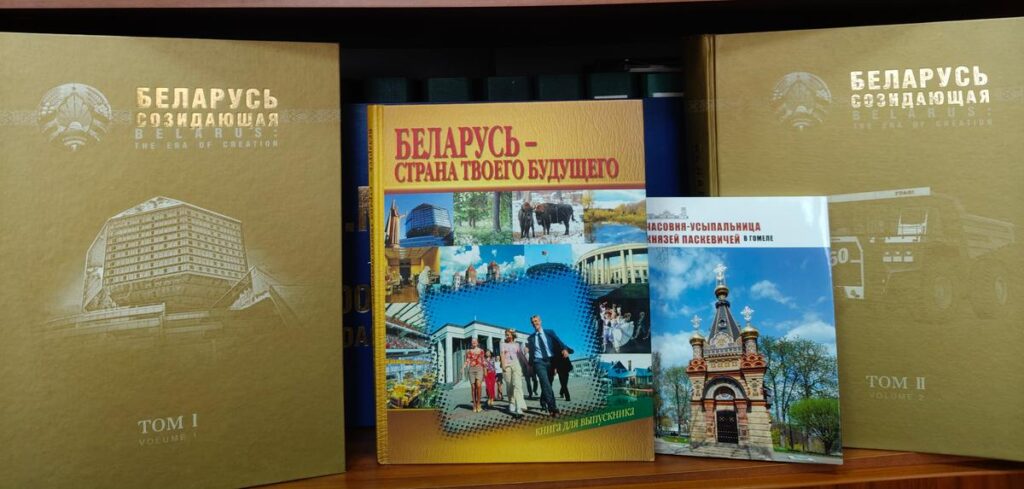 БЕЛАРУСЬ
СОЗИДАЮЩАЯ
BELARUS:
THE ERA OF CREATION
ТОМ I
VOLUME 1
БЕЛАРУСЬ –
СТРАНА ТВОЕГО БУДУЩЕГО
книга для выпускника
ЧАСОВНЯ-УСЫПАЛЬНИЦА
КНЯЗЕЙ ПАСКЕВИЧЕЙ В ГОМЕЛЕ
БЕЛАРУСЬ
СОЗИДАЮЩАЯ
BELARUS:
THE ERA OF CREATION
ТОМ II
VOLUME 2